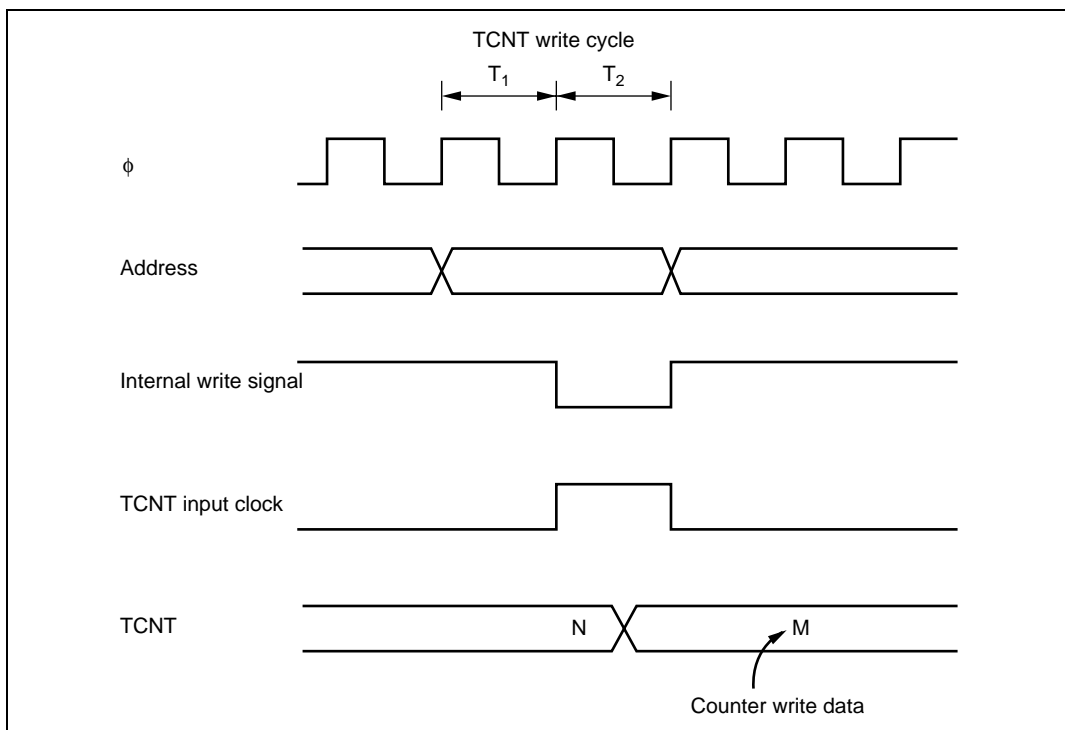 TCNT write cycle
T1 T2
ϕ
Address
Internal write signal
TCNT input clock
TCNT
N M
Counter write data